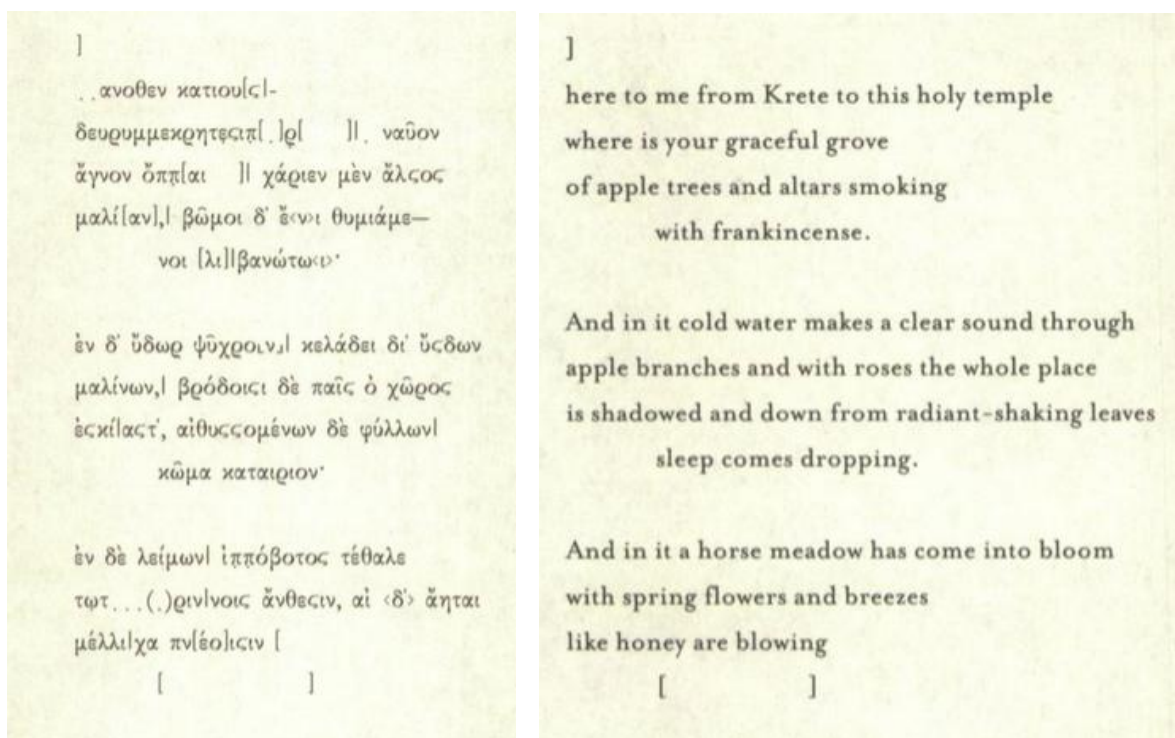 ]
. .ανοθεν κατιου[ϲ|-
δευρυμμεκρητεϲιπ[ . ]ρ[ ]| . ναῦον
ἄγνον ὄππ[αι ]| χάριεν μὲν ἄλϲοϲ
μαλί[αν],| βῶμοι δ' ἔ<ν>ι θυμιάμε—
νοι [λι]|βανώτω<ι>·
ἐν δ' ὔδωρ ψῦχρο⌞ν⌟| κελάδει δι' ὔϲδων
μαλίνων,| βρόδοιϲι δὲ παῖϲ ὀ χῶροϲ
ἐϲκί|αϲτ', αἰθυϲϲομένων δὲ φύλλων|
κῶμα καταιριον·
ἐν δὲ λείμων| ἰππόβοτοϲ τέθαλε
τωτ . . . (.)ριν|νοιϲ ἄνθεϲιν, αἰ <δ'> ἄηται
μέλλι|χα πν[έο]|ιϲιν [
[ ]
]
here to me from Krete to this holy temple
where is your graceful grove
of apple trees and altars smoking
with frankincense.
And in it cold water makes a clear sound through
apple branches and with roses the whole place
is shadowed and down from radiant-shaking leaves
sleep comes dropping.
And in it a horse meadow has come into bloom
with spring flowers and breezes
like honey are blowing
[ ]